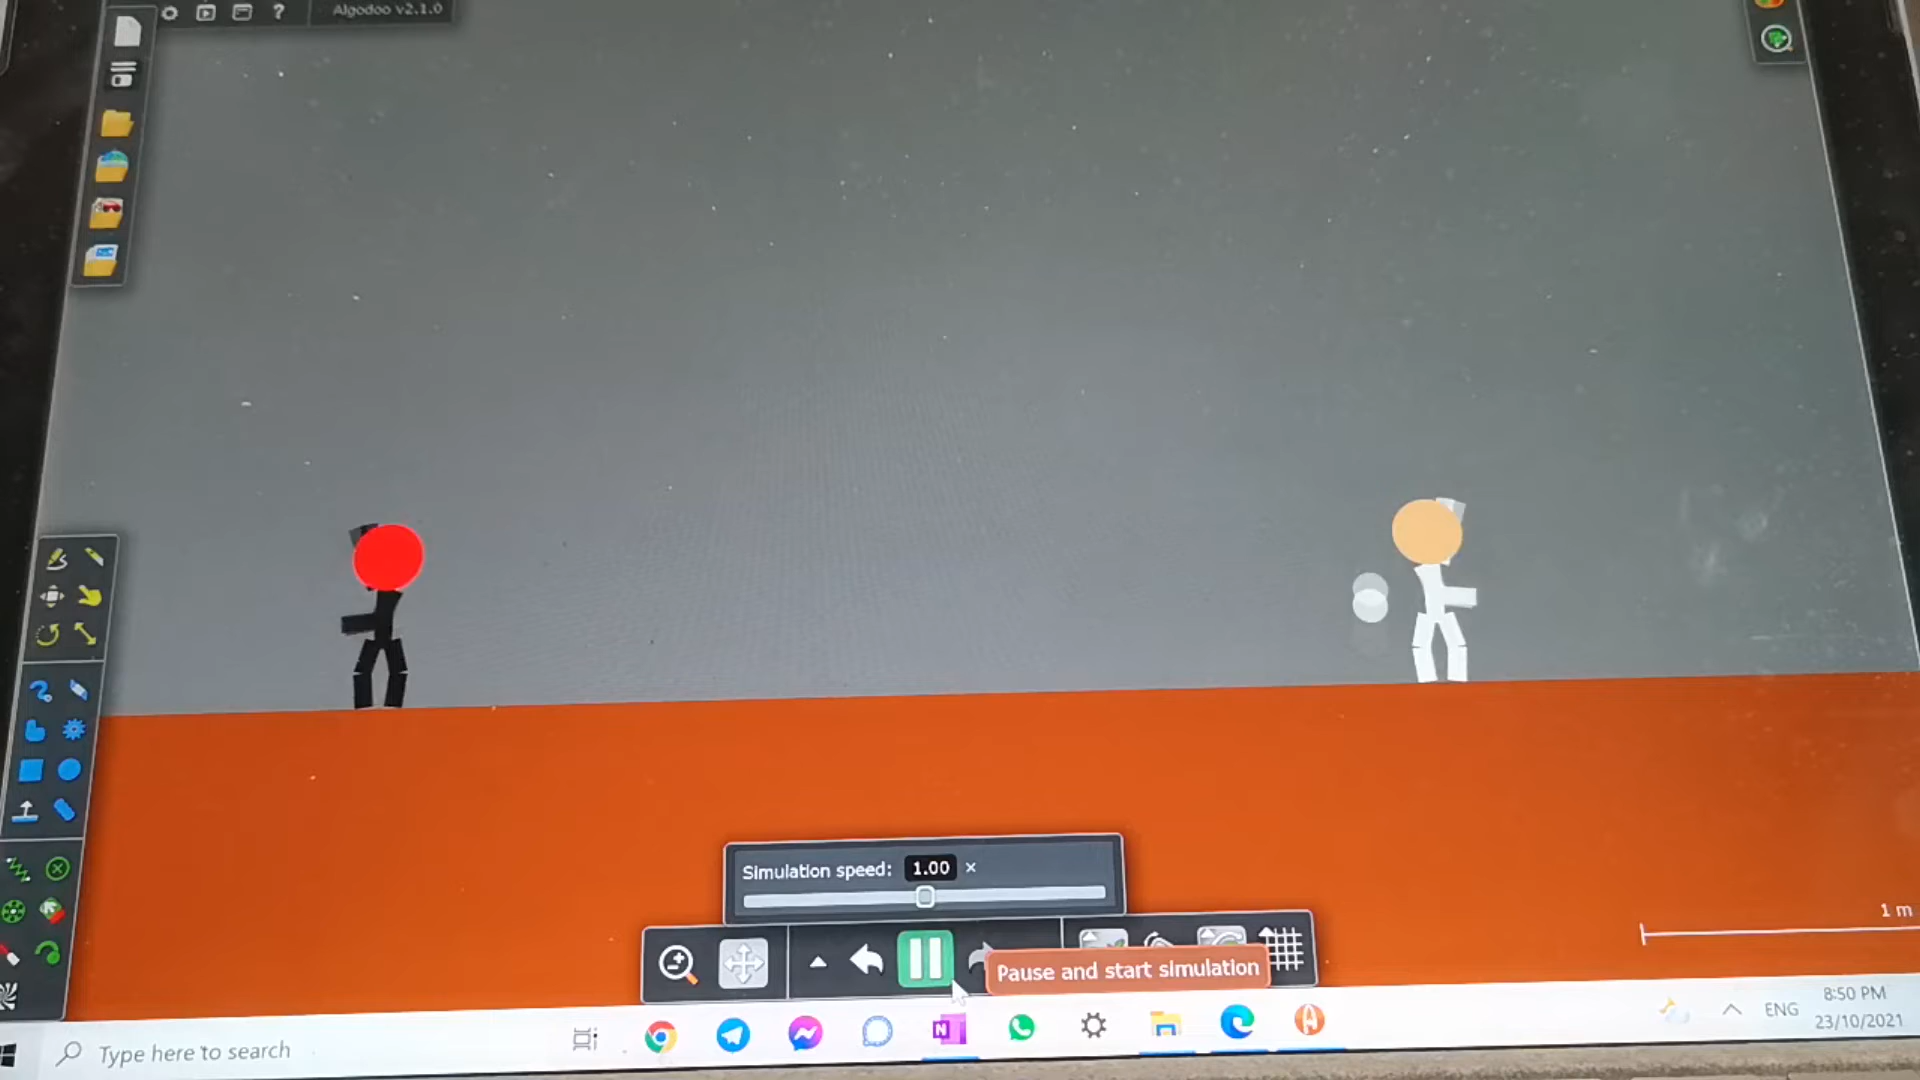 Algodoo v2.1.0
Simulation speed: 1.00 ×
Pause and start simulation
1 m
Type here to search
N
ENG
8:50 PM
23/10/2021